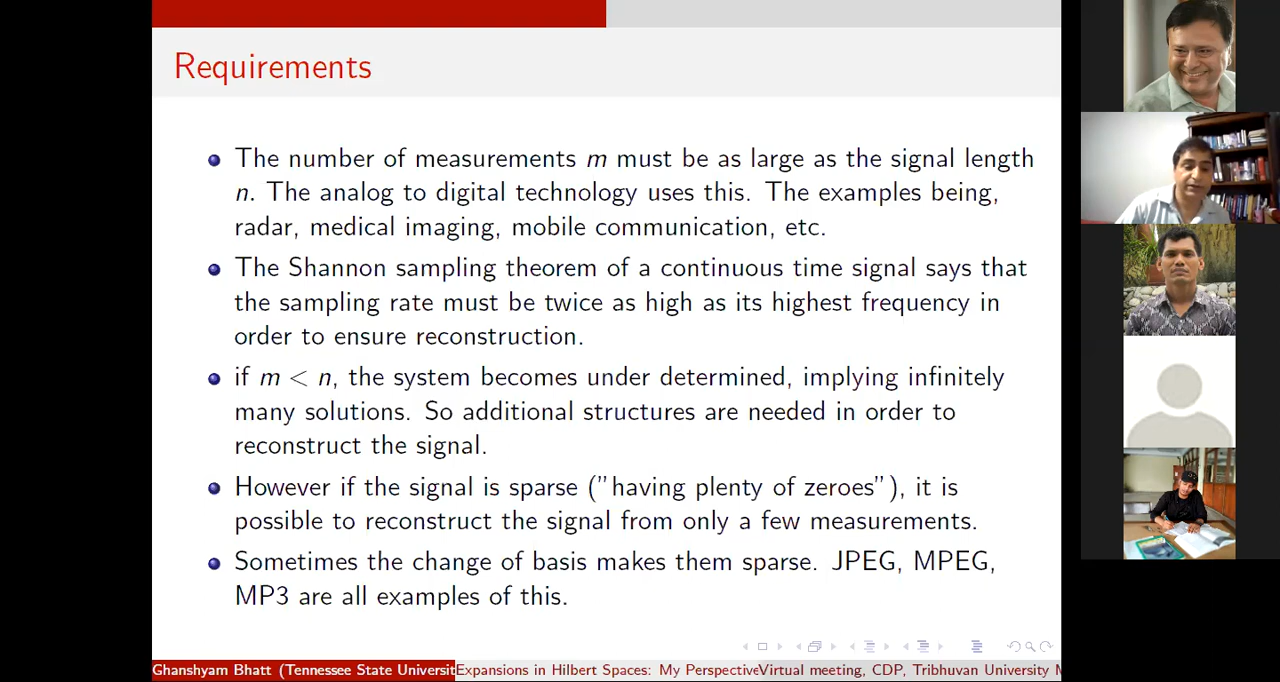 Requirements
The number of measurements m must be as large as the signal length
n. The analog to digital technology uses this. The examples being,
radar, medical imaging, mobile communication, etc.
The Shannon sampling theorem of a continuous time signal says that
the sampling rate must be twice as high as its highest frequency in
order to ensure reconstruction.
if m < n, the system becomes under determined, implying infinitely
many solutions. So additional structures are needed in order to
reconstruct the signal.
However if the signal is sparse (”having plenty of zeroes”), it is
possible to reconstruct the signal from only a few measurements.
Sometimes the change of basis makes them sparse. JPEG, MPEG,
MP3 are all examples of this.
Ghanshyam Bhatt (Tennessee State Universit Expansions in Hilbert Spaces: My Perspective Virtual meeting, CDP, Tribhuvan University